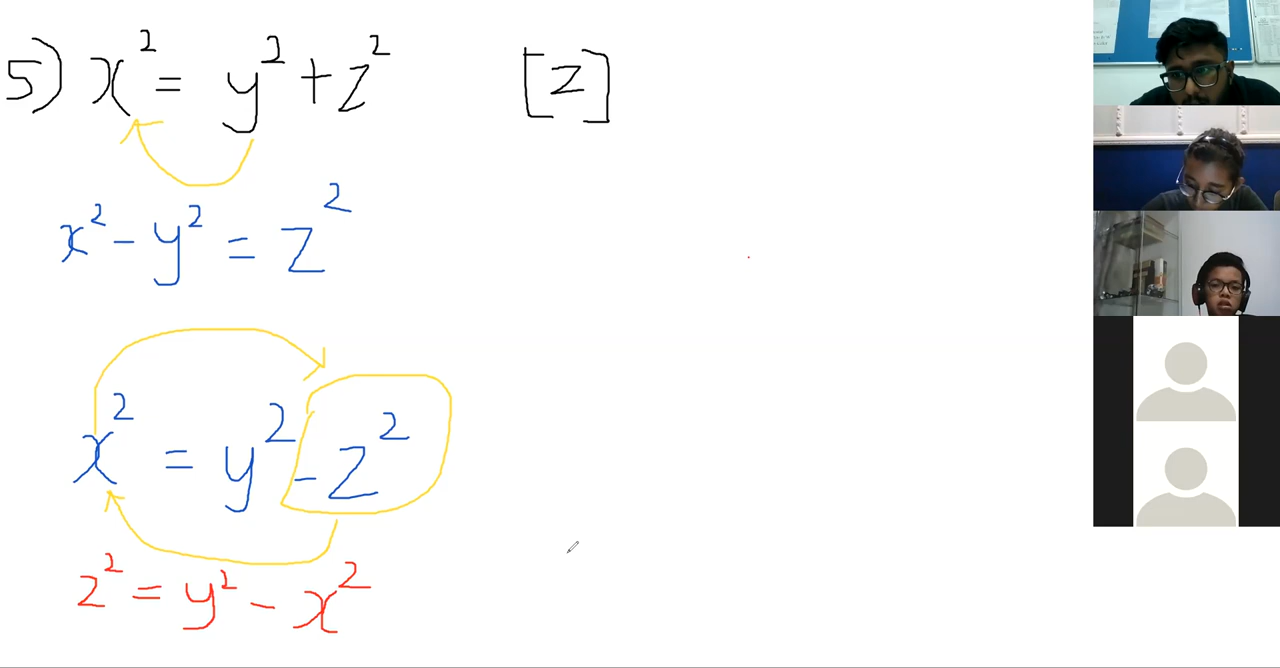 5) x² = y² + z² [z]
x² - y² = z²
x² = y² - z²
z² = y² - x²